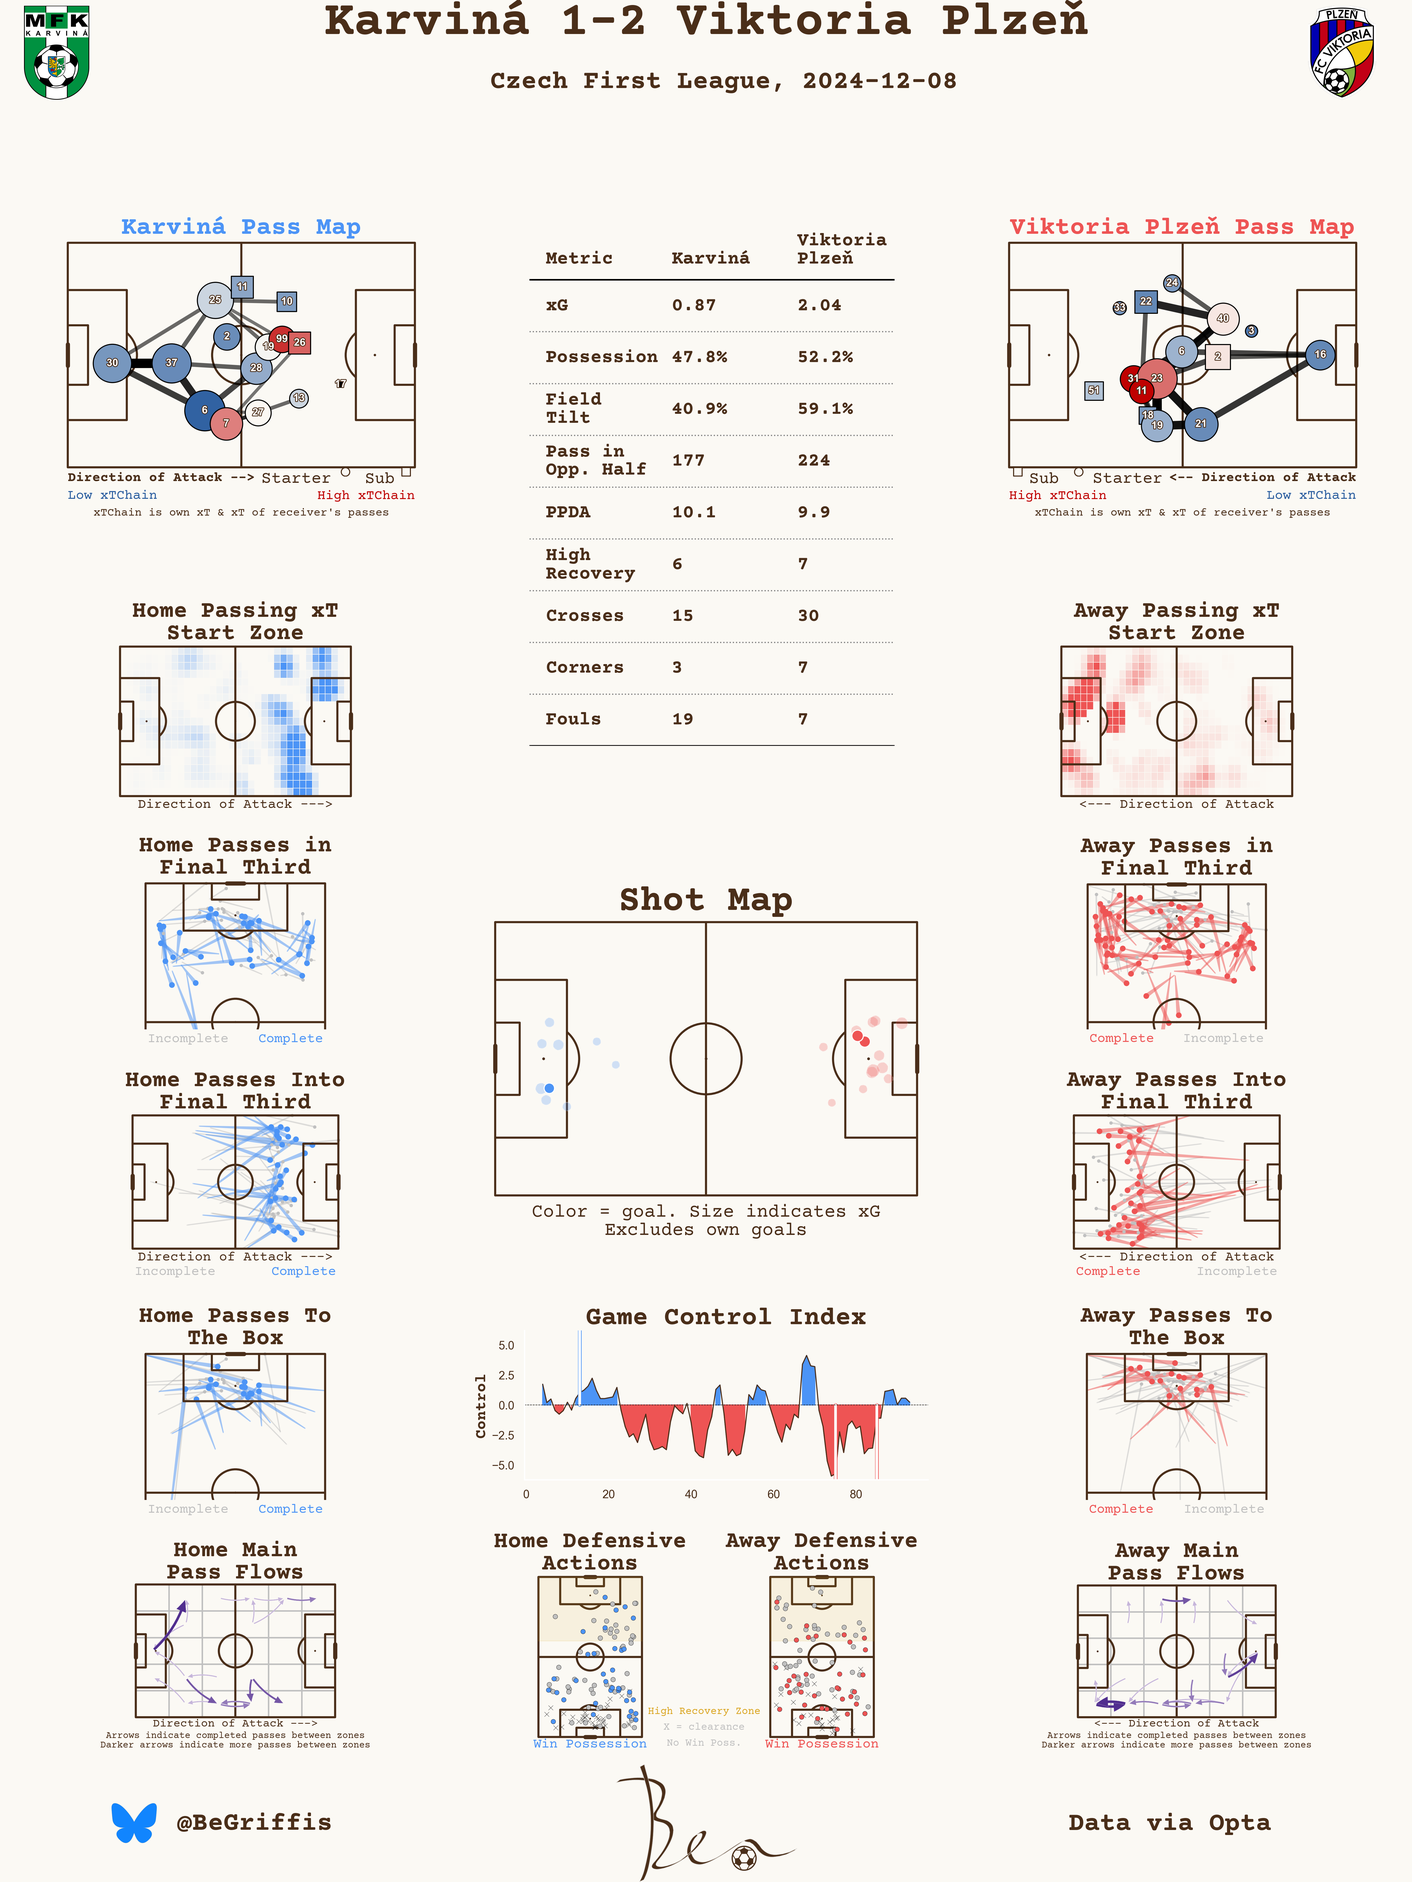 Karviná 1-2 Viktoria Plzeň
Czech First League, 2024-12-08
MFK
KARVINÁ
PLZEŇ
FC VIKTORIA
Karviná Pass Map
25
11
10
2
19
99
26
30
37
28
17
6
7
27
13
Direction of Attack --> Starter Sub
Low xTChain High xTChain
xTChain is own xT & xT of receiver's passes
Metric Karviná Viktoria Plzeň
xG 0.87 2.04
Possession 47.8% 52.2%
Field Tilt 40.9% 59.1%
Pass in Opp. Half 177 224
PPDA 10.1 9.9
High Recovery 6 7
Crosses 15 30
Corners 3 7
Fouls 19 7
Viktoria Plzeň Pass Map
24
33
22
40
3
6
2
16
31
23
51
11
18
19
21
Sub Starter <-- Direction of Attack
High xTChain Low xTChain
xTChain is own xT & xT of receiver's passes
Home Passing xT
Start Zone
Direction of Attack --->
Away Passing xT
Start Zone
<--- Direction of Attack
Home Passes in
Final Third
Incomplete Complete
Away Passes in
Final Third
Complete Incomplete
Shot Map
Color = goal. Size indicates xG
Excludes own goals
Home Passes Into
Final Third
Direction of Attack --->
Incomplete Complete
Away Passes Into
Final Third
<--- Direction of Attack
Complete Incomplete
Home Passes To
The Box
Incomplete Complete
Game Control Index
Control
5.0
2.5
0.0
−2.5
−5.0
0 20 40 60 80
Away Passes To
The Box
Complete Incomplete
Home Main
Pass Flows
Direction of Attack --->
Arrows indicate completed passes between zones
Darker arrows indicate more passes between zones
Home Defensive
Actions
Win Possession
Away Defensive
Actions
Win Possession
High Recovery Zone
X = clearance
No Win Poss.
Away Main
Pass Flows
<--- Direction of Attack
Arrows indicate completed passes between zones
Darker arrows indicate more passes between zones
@BeGriffis
Ben
Data via Opta